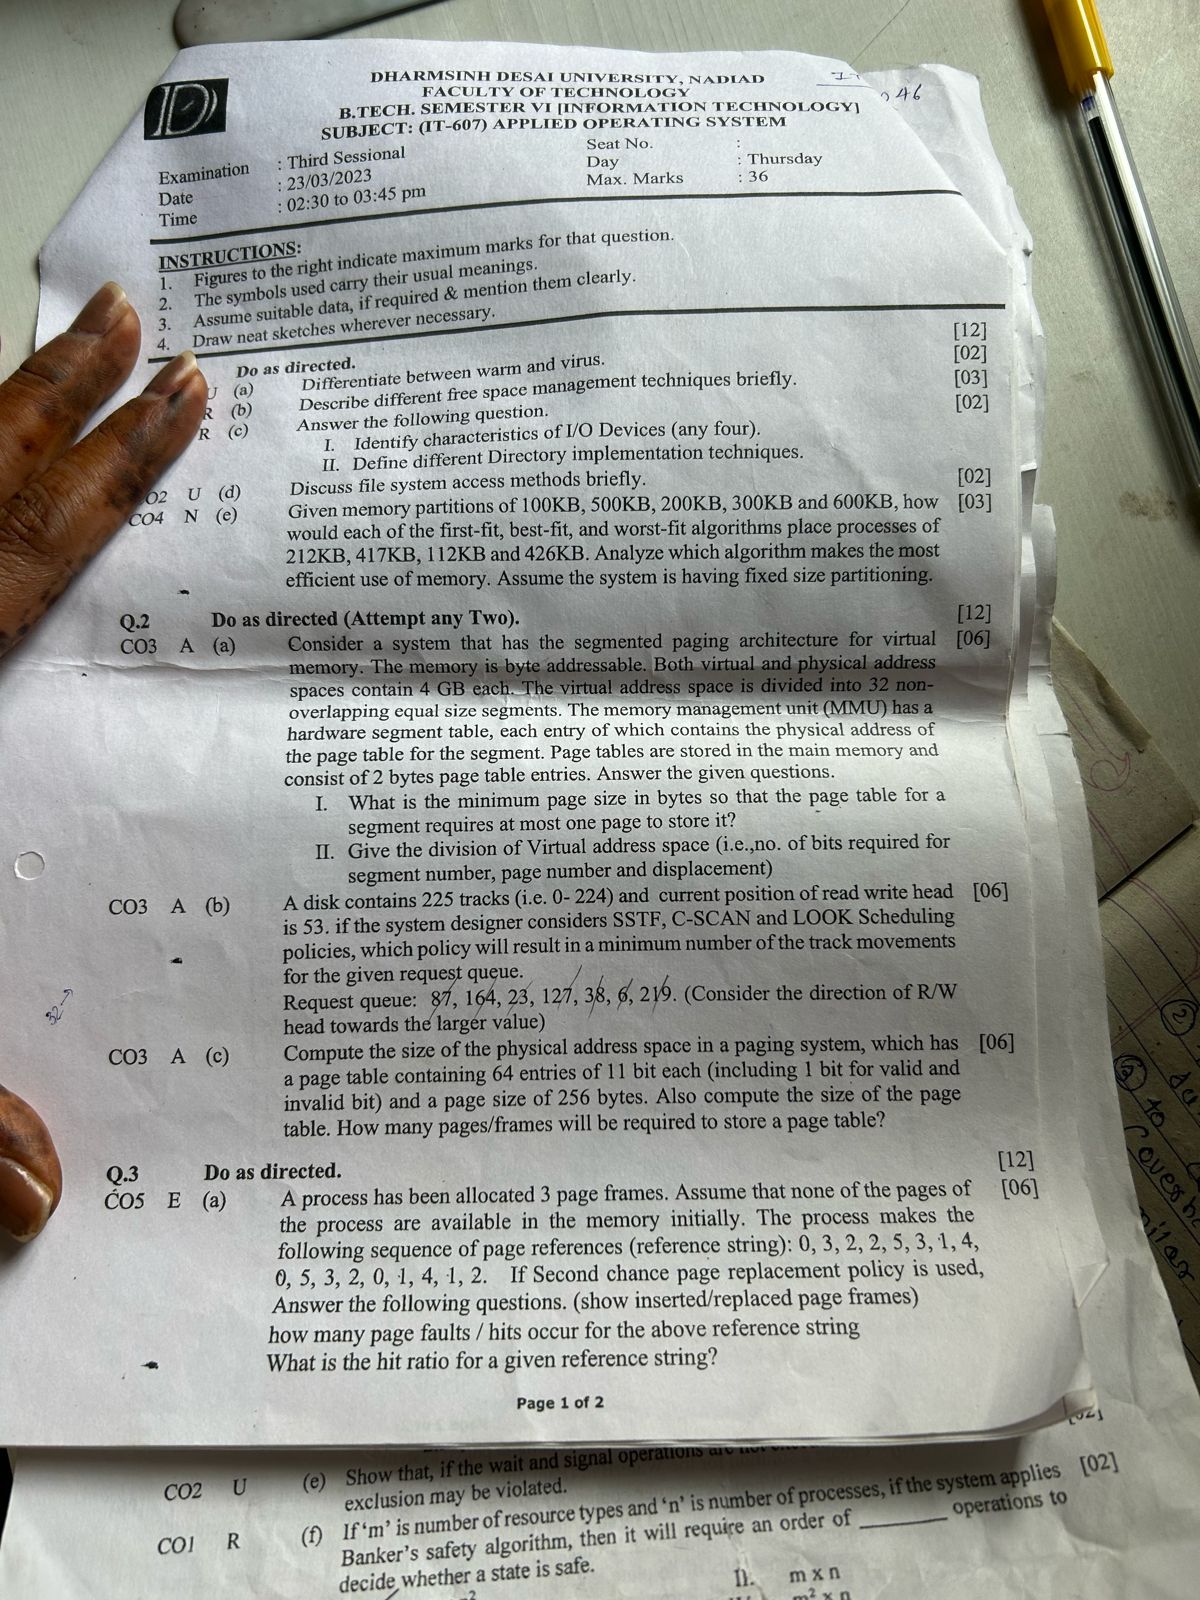 DHARMSINH DESAI UNIVERSITY, NADIAD
FACULTY OF TECHNOLOGY
B.TECH. SEMESTER VI [INFORMATION TECHNOLOGY]
SUBJECT: (IT-607) APPLIED OPERATING SYSTEM
046
Examination : Third Sessional Seat No. :
Date : 23/03/2023 Day : Thursday
Time : 02:30 to 03:45 pm Max. Marks : 36
INSTRUCTIONS:
1. Figures to the right indicate maximum marks for that question.
2. The symbols used carry their usual meanings.
3. Assume suitable data, if required & mention them clearly.
4. Draw neat sketches wherever necessary.
Do as directed. [12]
U (a) Differentiate between warm and virus. [02]
R (b) Describe different free space management techniques briefly. [03]
R (c) Answer the following question. [02]
I. Identify characteristics of I/O Devices (any four).
II. Define different Directory implementation techniques.
O2 U (d) Discuss file system access methods briefly. [02]
CO4 N (e) Given memory partitions of 100KB, 500KB, 200KB, 300KB and 600KB, how [03]
would each of the first-fit, best-fit, and worst-fit algorithms place processes of
212KB, 417KB, 112KB and 426KB. Analyze which algorithm makes the most
efficient use of memory. Assume the system is having fixed size partitioning.
Q.2 Do as directed (Attempt any Two). [12]
CO3 A (a) Consider a system that has the segmented paging architecture for virtual [06]
memory. The memory is byte addressable. Both virtual and physical address
spaces contain 4 GB each. The virtual address space is divided into 32 non-
overlapping equal size segments. The memory management unit (MMU) has a
hardware segment table, each entry of which contains the physical address of
the page table for the segment. Page tables are stored in the main memory and
consist of 2 bytes page table entries. Answer the given questions.
I. What is the minimum page size in bytes so that the page table for a
segment requires at most one page to store it?
II. Give the division of Virtual address space (i.e.,no. of bits required for
segment number, page number and displacement)
CO3 A (b) A disk contains 225 tracks (i.e. 0- 224) and current position of read write head [06]
is 53. if the system designer considers SSTF, C-SCAN and LOOK Scheduling
policies, which policy will result in a minimum number of the track movements
for the given request queue.
Request queue: 87, 164, 23, 127, 38, 6, 219. (Consider the direction of R/W
head towards the larger value)
CO3 A (c) Compute the size of the physical address space in a paging system, which has [06]
a page table containing 64 entries of 11 bit each (including 1 bit for valid and
invalid bit) and a page size of 256 bytes. Also compute the size of the page
table. How many pages/frames will be required to store a page table?
Q.3 Do as directed. [12]
CO5 E (a) A process has been allocated 3 page frames. Assume that none of the pages of [06]
the process are available in the memory initially. The process makes the
following sequence of page references (reference string): 0, 3, 2, 2, 5, 3, 1, 4,
0, 5, 3, 2, 0, 1, 4, 1, 2. If Second chance page replacement policy is used,
Answer the following questions. (show inserted/replaced page frames)
how many page faults / hits occur for the above reference string
What is the hit ratio for a given reference string?
Page 1 of 2
CO2 U (e) Show that, if the wait and signal operations are not
exclusion may be violated.
CO1 R (f) If ‘m’ is number of resource types and ‘n’ is number of processes, if the system applies [02]
Banker’s safety algorithm, then it will require an order of ________ operations to
decide whether a state is safe.
II. m x n
m² x n